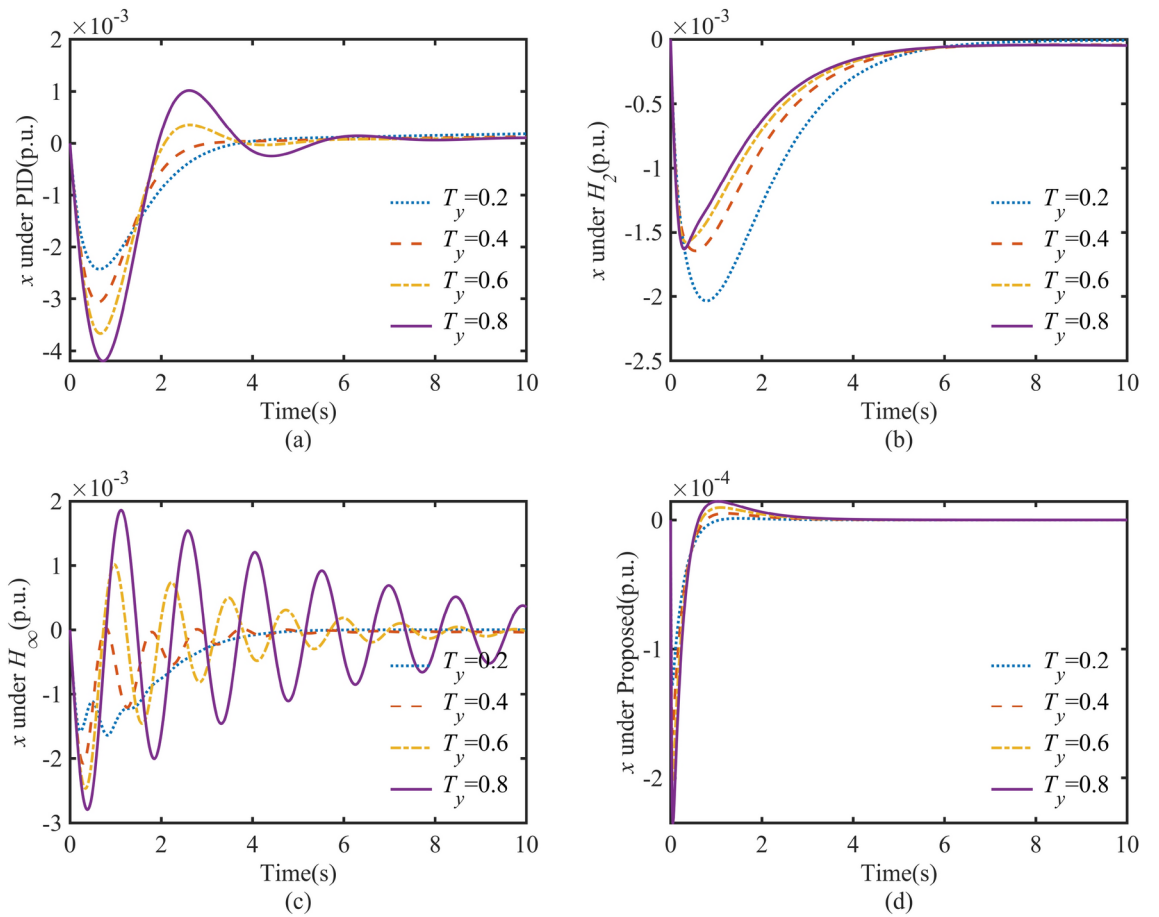 ×10⁻³
2
1
0
-1
-2
-3
-4
x under PID(p.u.)
T_y=0.2
T_y=0.4
T_y=0.6
T_y=0.8
0 2 4 6 8 10
Time(s)
(a)
×10⁻³
0
-0.5
-1
-1.5
-2
-2.5
x under H₂(p.u.)
T_y=0.2
T_y=0.4
T_y=0.6
T_y=0.8
0 2 4 6 8 10
Time(s)
(b)
×10⁻³
2
1
0
-1
-2
-3
x under H_∞(p.u.)
T_y=0.2
T_y=0.4
T_y=0.6
T_y=0.8
0 2 4 6 8 10
Time(s)
(c)
×10⁻⁴
0
-1
-2
x under Proposed(p.u.)
T_y=0.2
T_y=0.4
T_y=0.6
T_y=0.8
0 2 4 6 8 10
Time(s)
(d)